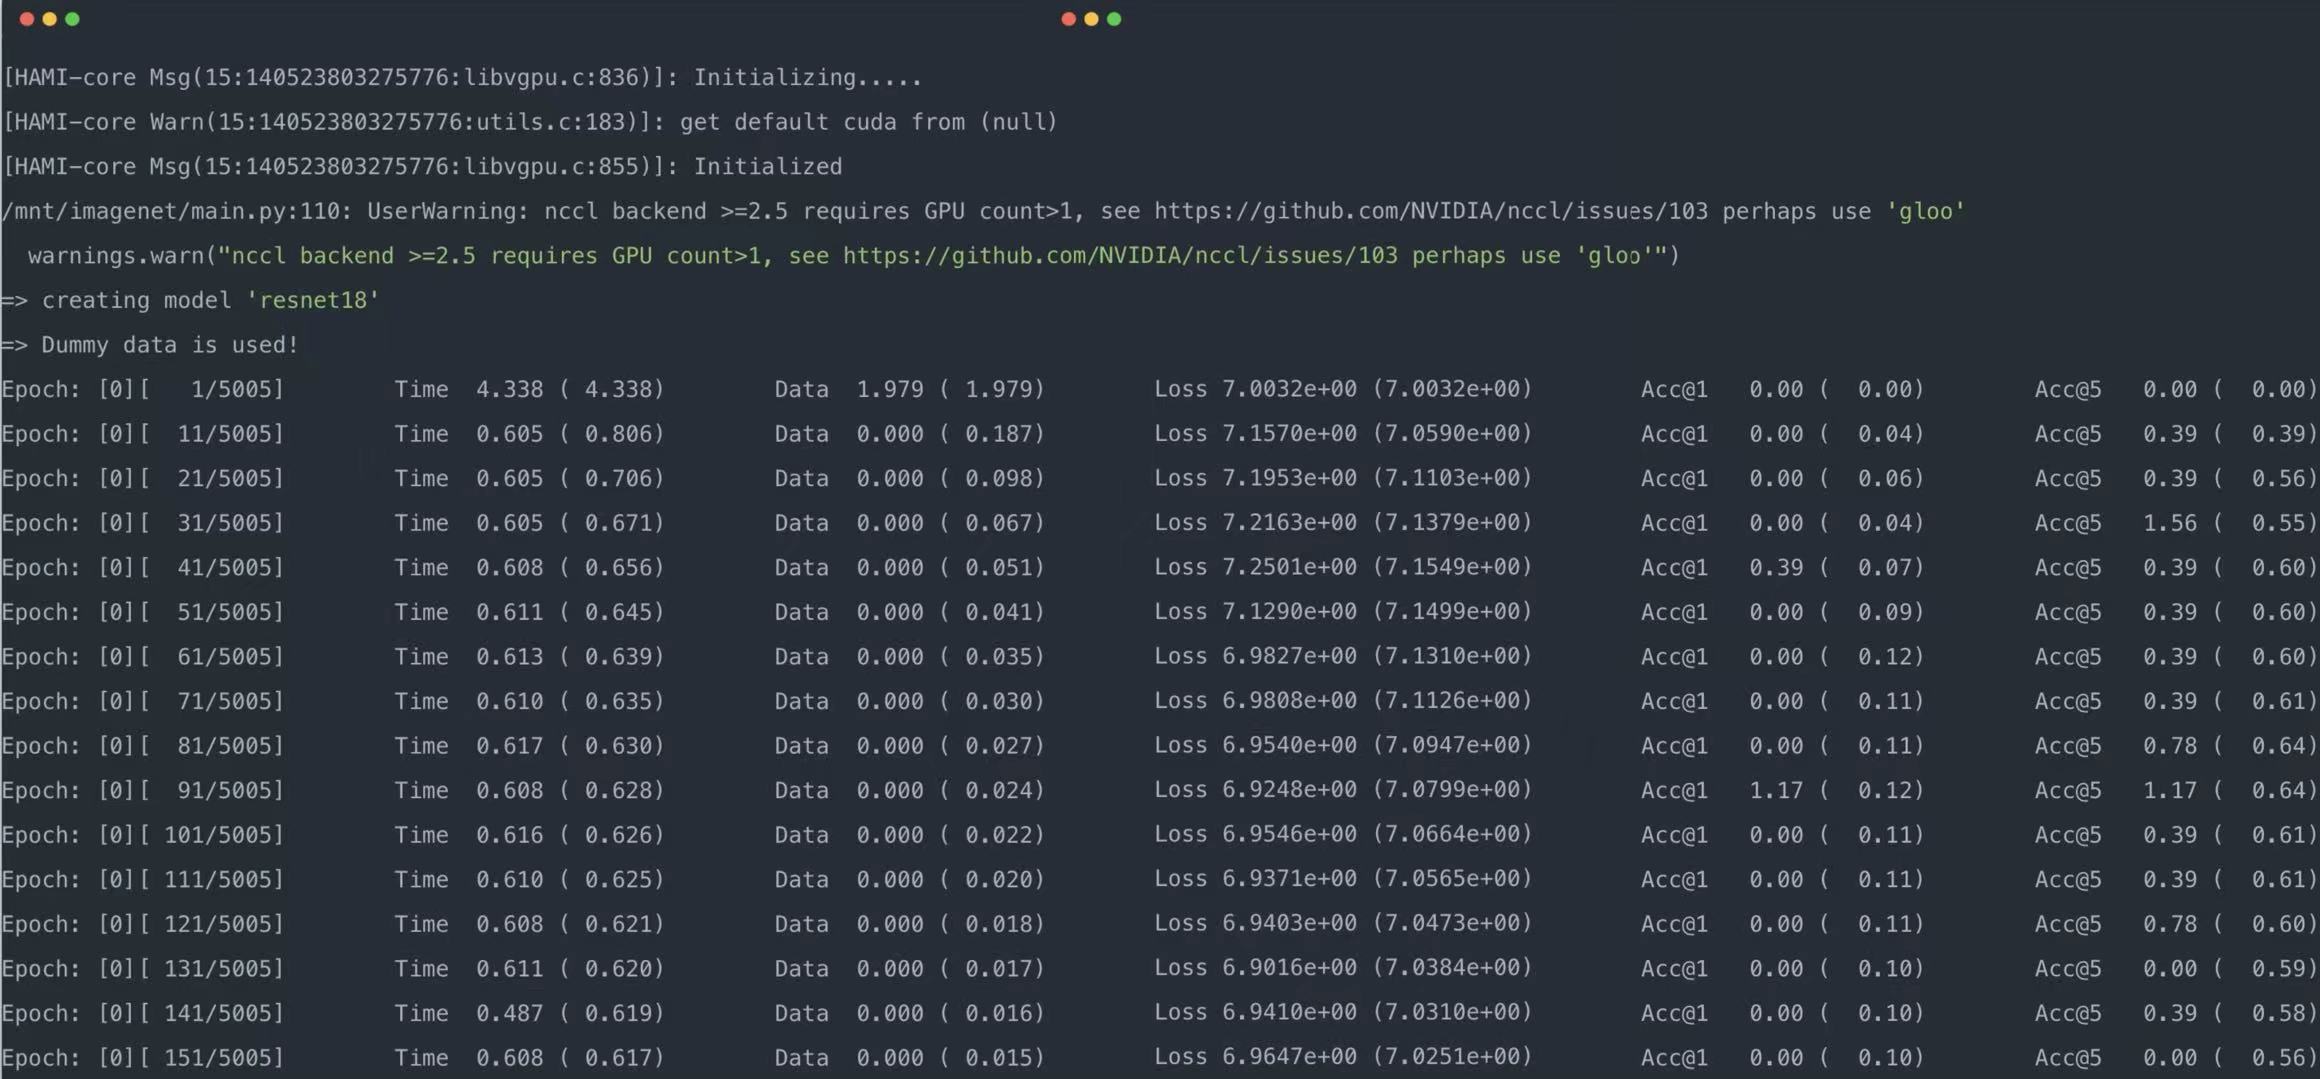 [HAMI-core Msg(15:140523803275776:libvgpu.c:836)]: Initializing.....
[HAMI-core Warn(15:140523803275776:utils.c:183)]: get default cuda from (null)
[HAMI-core Msg(15:140523803275776:libvgpu.c:855)]: Initialized
/mnt/imagenet/main.py:110: UserWarning: nccl backend >=2.5 requires GPU count>1, see https://github.com/NVIDIA/nccl/issues/103 perhaps use 'gloo'
  warnings.warn("nccl backend >=2.5 requires GPU count>1, see https://github.com/NVIDIA/nccl/issues/103 perhaps use 'gloo'")
=> creating model 'resnet18'
=> Dummy data is used!
Epoch: [0][   1/5005]	Time  4.338 ( 4.338)	Data  1.979 ( 1.979)	Loss 7.0032e+00 (7.0032e+00)	Acc@1   0.00 (  0.00)	Acc@5   0.00 (  0.00)
Epoch: [0][  11/5005]	Time  0.605 ( 0.806)	Data  0.000 ( 0.187)	Loss 7.1570e+00 (7.0590e+00)	Acc@1   0.00 (  0.04)	Acc@5   0.39 (  0.39)
Epoch: [0][  21/5005]	Time  0.605 ( 0.706)	Data  0.000 ( 0.098)	Loss 7.1953e+00 (7.1103e+00)	Acc@1   0.00 (  0.06)	Acc@5   0.39 (  0.56)
Epoch: [0][  31/5005]	Time  0.605 ( 0.671)	Data  0.000 ( 0.067)	Loss 7.2163e+00 (7.1379e+00)	Acc@1   0.00 (  0.04)	Acc@5   1.56 (  0.55)
Epoch: [0][  41/5005]	Time  0.608 ( 0.656)	Data  0.000 ( 0.051)	Loss 7.2501e+00 (7.1549e+00)	Acc@1   0.39 (  0.07)	Acc@5   0.39 (  0.60)
Epoch: [0][  51/5005]	Time  0.611 ( 0.645)	Data  0.000 ( 0.041)	Loss 7.1290e+00 (7.1499e+00)	Acc@1   0.00 (  0.09)	Acc@5   0.39 (  0.60)
Epoch: [0][  61/5005]	Time  0.613 ( 0.639)	Data  0.000 ( 0.035)	Loss 6.9827e+00 (7.1310e+00)	Acc@1   0.00 (  0.12)	Acc@5   0.39 (  0.60)
Epoch: [0][  71/5005]	Time  0.610 ( 0.635)	Data  0.000 ( 0.030)	Loss 6.9808e+00 (7.1126e+00)	Acc@1   0.00 (  0.11)	Acc@5   0.39 (  0.61)
Epoch: [0][  81/5005]	Time  0.617 ( 0.630)	Data  0.000 ( 0.027)	Loss 6.9540e+00 (7.0947e+00)	Acc@1   0.00 (  0.11)	Acc@5   0.78 (  0.64)
Epoch: [0][  91/5005]	Time  0.608 ( 0.628)	Data  0.000 ( 0.024)	Loss 6.9248e+00 (7.0799e+00)	Acc@1   1.17 (  0.12)	Acc@5   1.17 (  0.64)
Epoch: [0][ 101/5005]	Time  0.616 ( 0.626)	Data  0.000 ( 0.022)	Loss 6.9546e+00 (7.0664e+00)	Acc@1   0.00 (  0.11)	Acc@5   0.39 (  0.61)
Epoch: [0][ 111/5005]	Time  0.610 ( 0.625)	Data  0.000 ( 0.020)	Loss 6.9371e+00 (7.0565e+00)	Acc@1   0.00 (  0.11)	Acc@5   0.39 (  0.61)
Epoch: [0][ 121/5005]	Time  0.608 ( 0.621)	Data  0.000 ( 0.018)	Loss 6.9403e+00 (7.0473e+00)	Acc@1   0.00 (  0.11)	Acc@5   0.78 (  0.60)
Epoch: [0][ 131/5005]	Time  0.611 ( 0.620)	Data  0.000 ( 0.017)	Loss 6.9016e+00 (7.0384e+00)	Acc@1   0.00 (  0.10)	Acc@5   0.00 (  0.59)
Epoch: [0][ 141/5005]	Time  0.487 ( 0.619)	Data  0.000 ( 0.016)	Loss 6.9410e+00 (7.0310e+00)	Acc@1   0.00 (  0.10)	Acc@5   0.39 (  0.58)
Epoch: [0][ 151/5005]	Time  0.608 ( 0.617)	Data  0.000 ( 0.015)	Loss 6.9647e+00 (7.0251e+00)	Acc@1   0.00 (  0.10)	Acc@5   0.00 (  0.56)